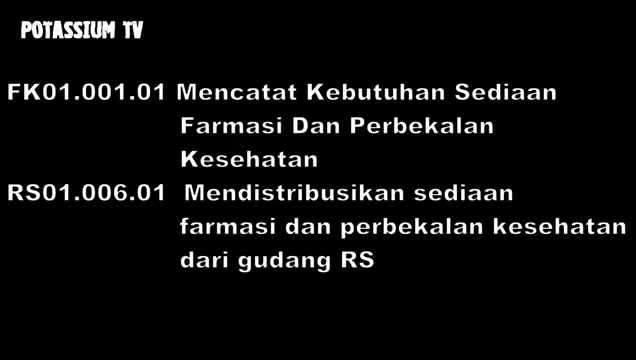 POTASSIUM TV
FK01.001.01 Mencatat Kebutuhan Sediaan
Farmasi Dan Perbekalan
Kesehatan
RS01.006.01 Mendistribusikan sediaan
farmasi dan perbekalan kesehatan
dari gudang RS